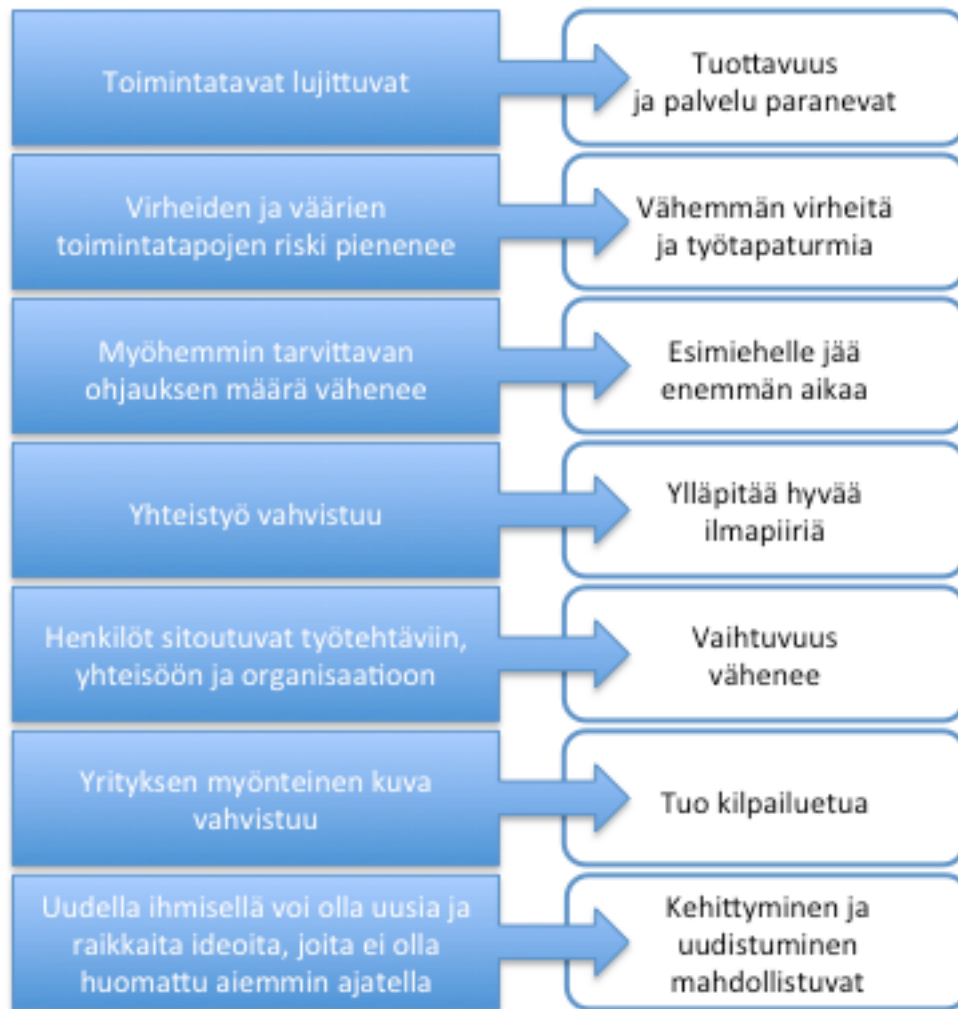 Toimintatavat lujittuvat
Tuottavuus
ja palvelu paranevat
Virheiden ja väärien
toimintatapojen riski pienenee
Vähemmän virheitä
ja työtapaturmia
Myöhemmin tarvittavan
ohjauksen määrä vähenee
Esimiehelle jää
enemmän aikaa
Yhteistyö vahvistuu
Ylläpitää hyvää
ilmapiiriä
Henkilöt sitoutuvat työtehtäviin,
yhteisöön ja organisaatioon
Vaihtuvuus
vähenee
Yrityksen myönteinen kuva
vahvistuu
Tuo kilpailuetua
Uudella ihmisellä voi olla uusia ja
raikkaita ideoita, joita ei olla
huomattu aiemmin ajatella
Kehittyminen ja
uudistuminen
mahdollistuvat